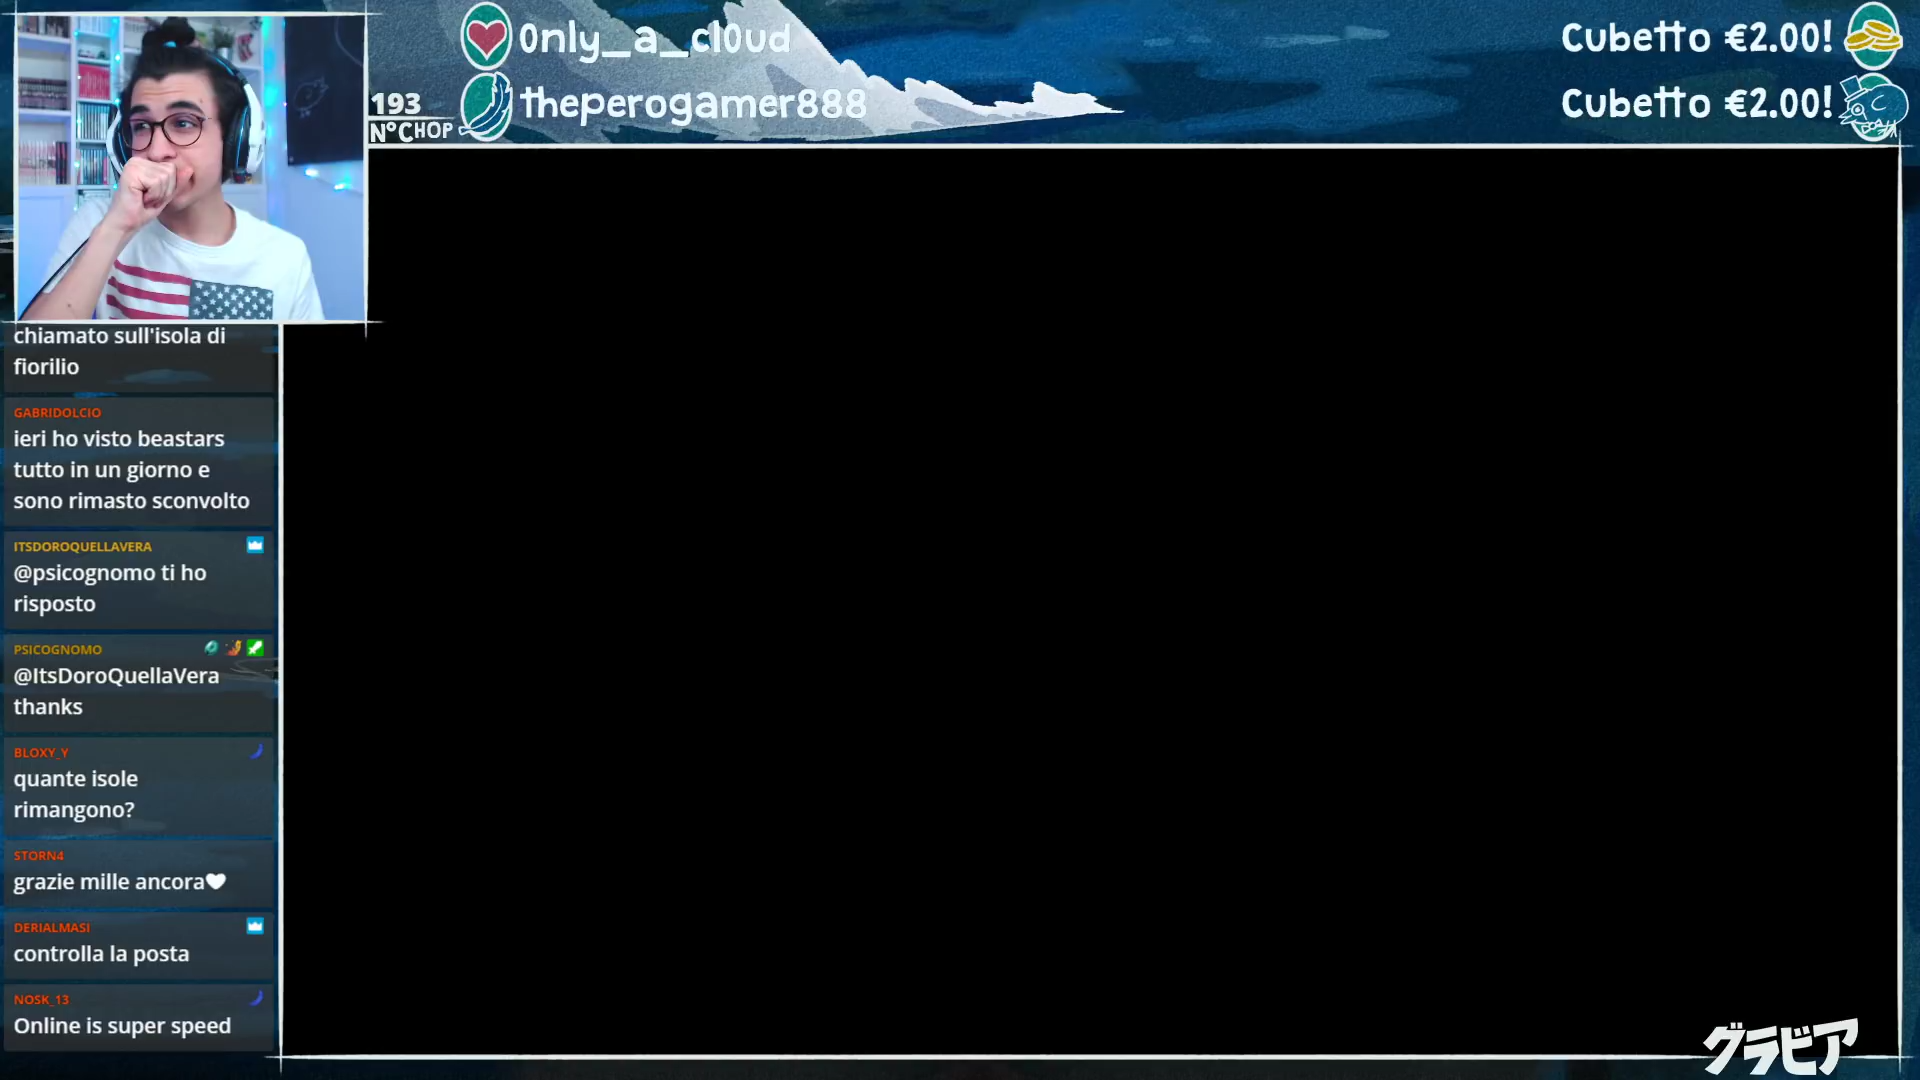 0nly_a_cl0ud
theperogamer888
193
N°CHOP
Cubetto €2.00!
Cubetto €2.00!
chiamato sull'isola di
fiorilio
GABRIDOLCIO
ieri ho visto beastars
tutto in un giorno e
sono rimasto sconvolto
ITSDOROQUELLAVERA
@psicognomo ti ho
risposto
PSICOGNOMO
@ItsDoroQuellaVera
thanks
BLOXY_Y
quante isole
rimangono?
STORN4
grazie mille ancora🤍
DERIALMASI
controlla la posta
NOSK_13
Online is super speed
グラビア